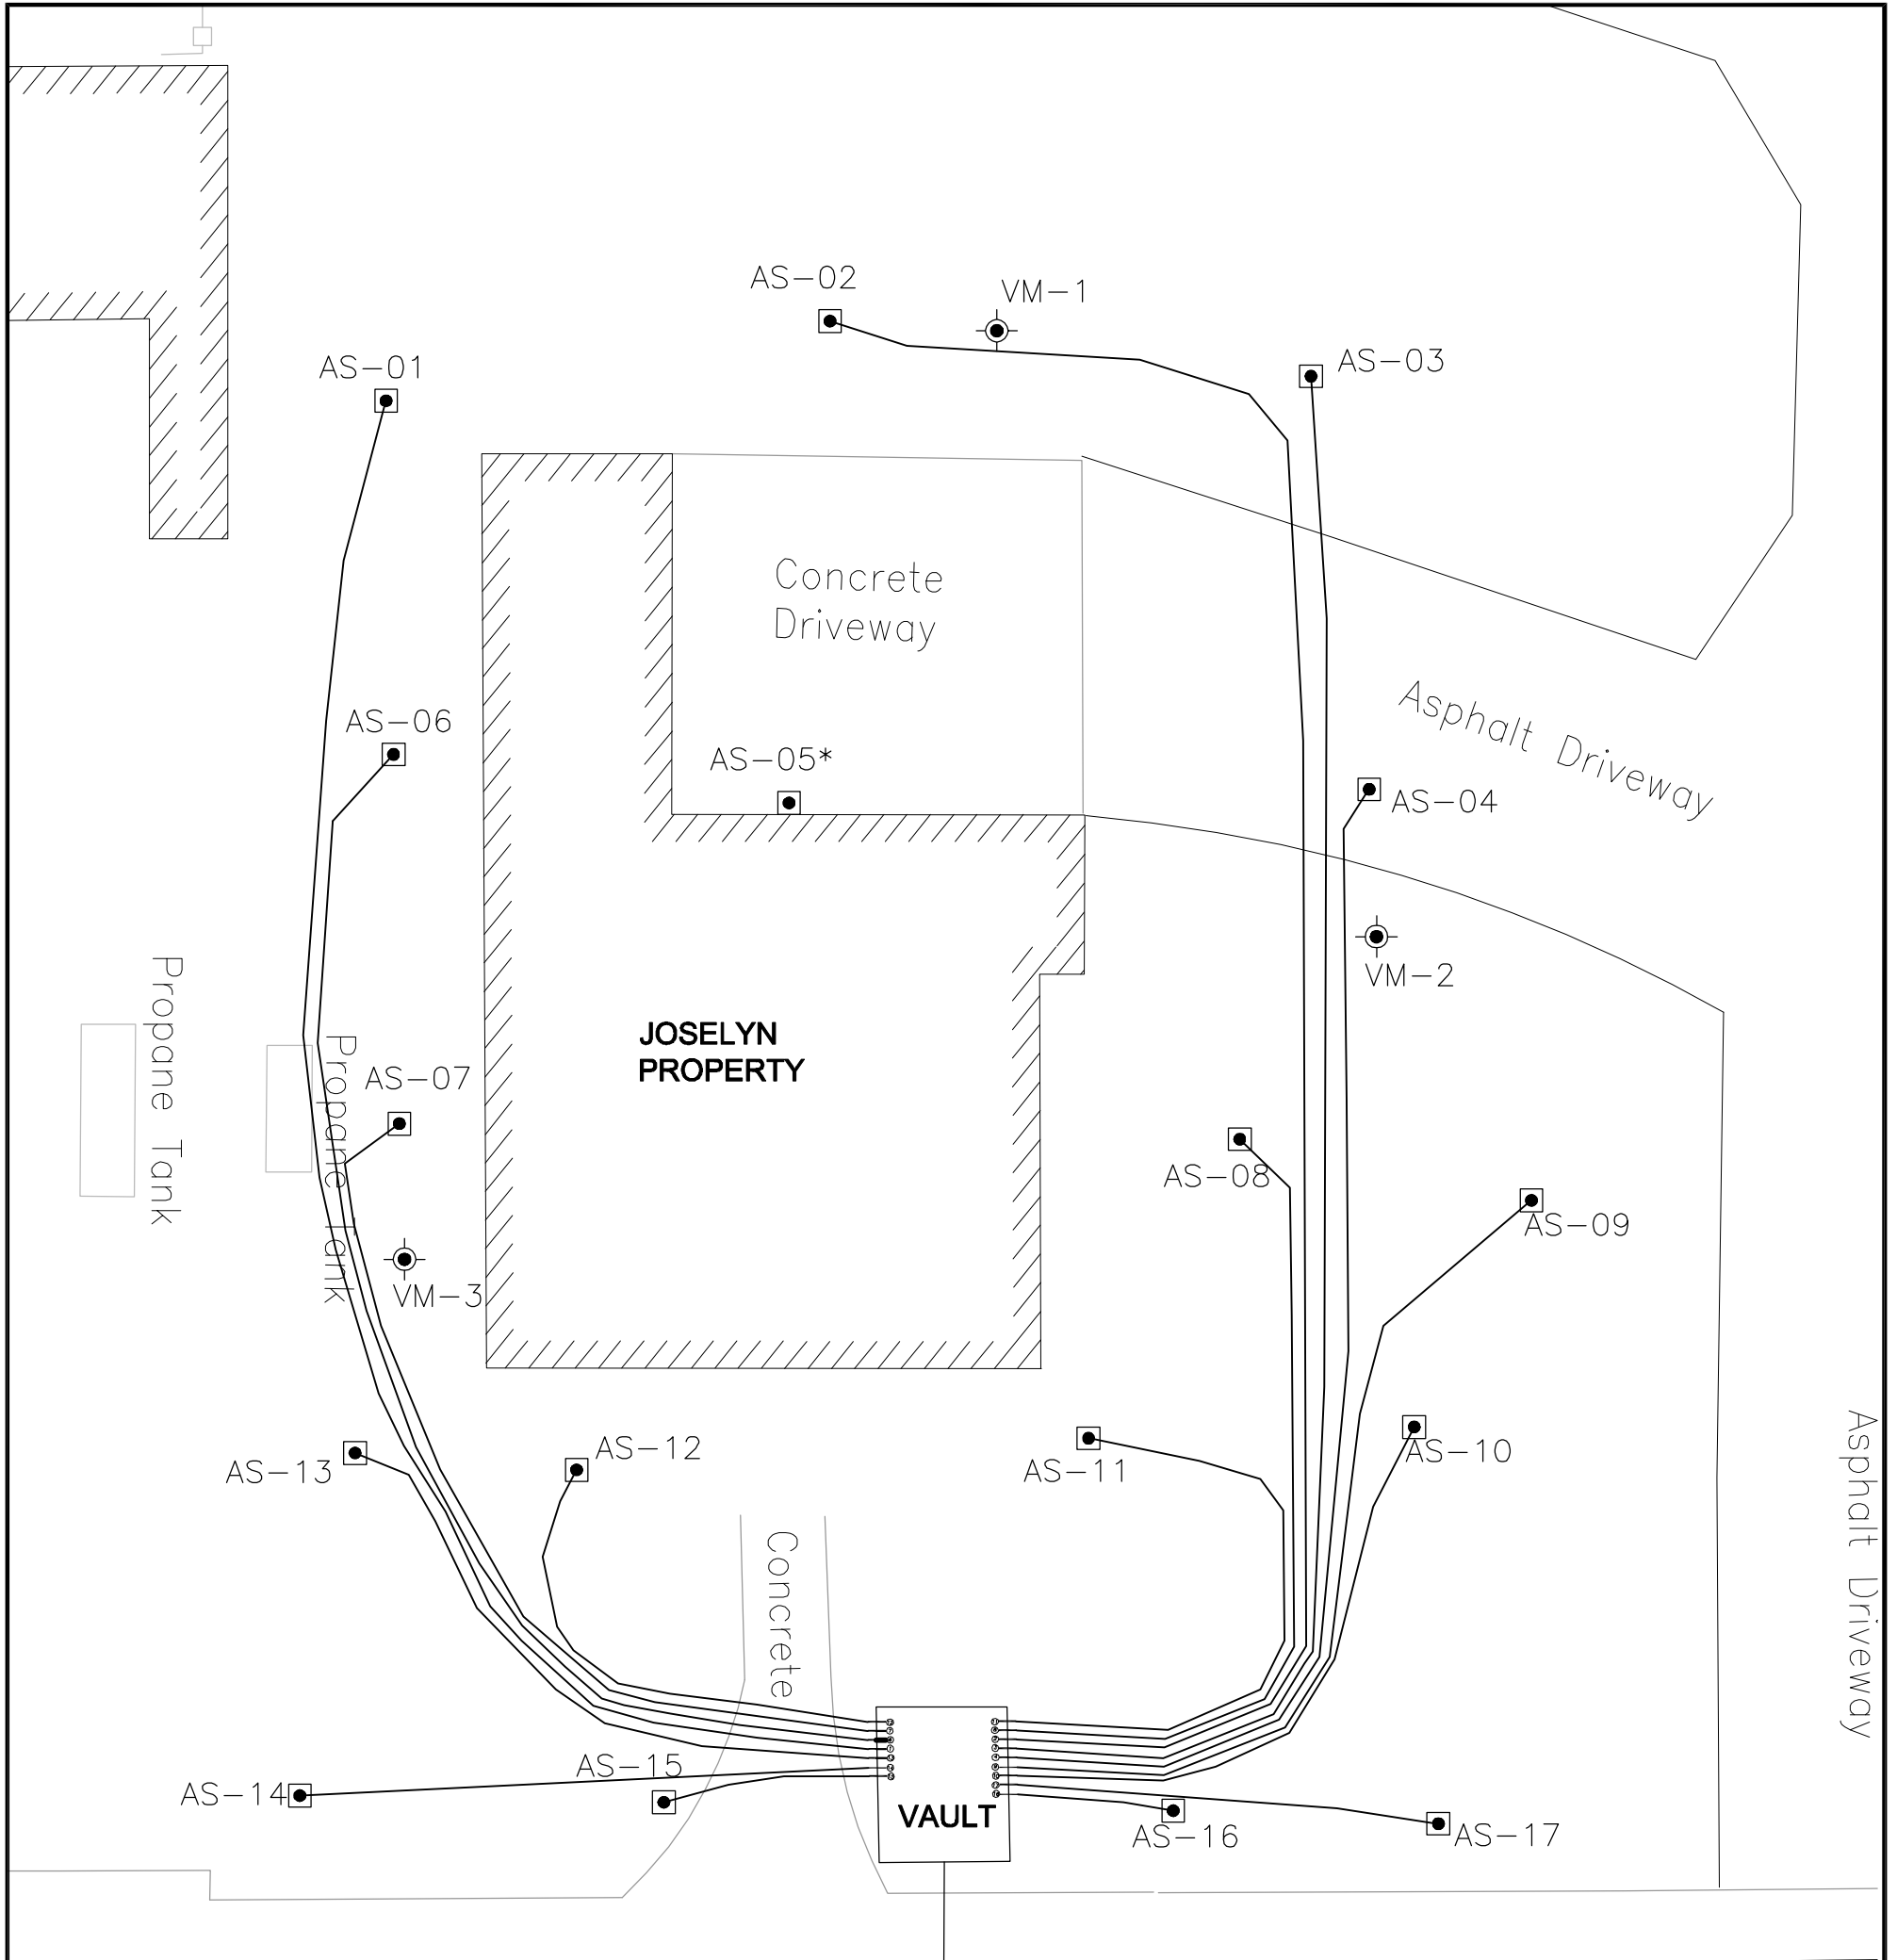 AS-02
VM-1
AS-03
AS-01
Concrete
Driveway
Asphalt Driveway
AS-06
AS-05*
AS-04
VM-2
Propane Tank
Propane Tank
JOSELYN
PROPERTY
AS-07
AS-08
AS-09
VM-3
AS-13
AS-12
AS-11
AS-10
Asphalt Driveway
Concrete
AS-14
AS-15
VAULT
AS-16
AS-17